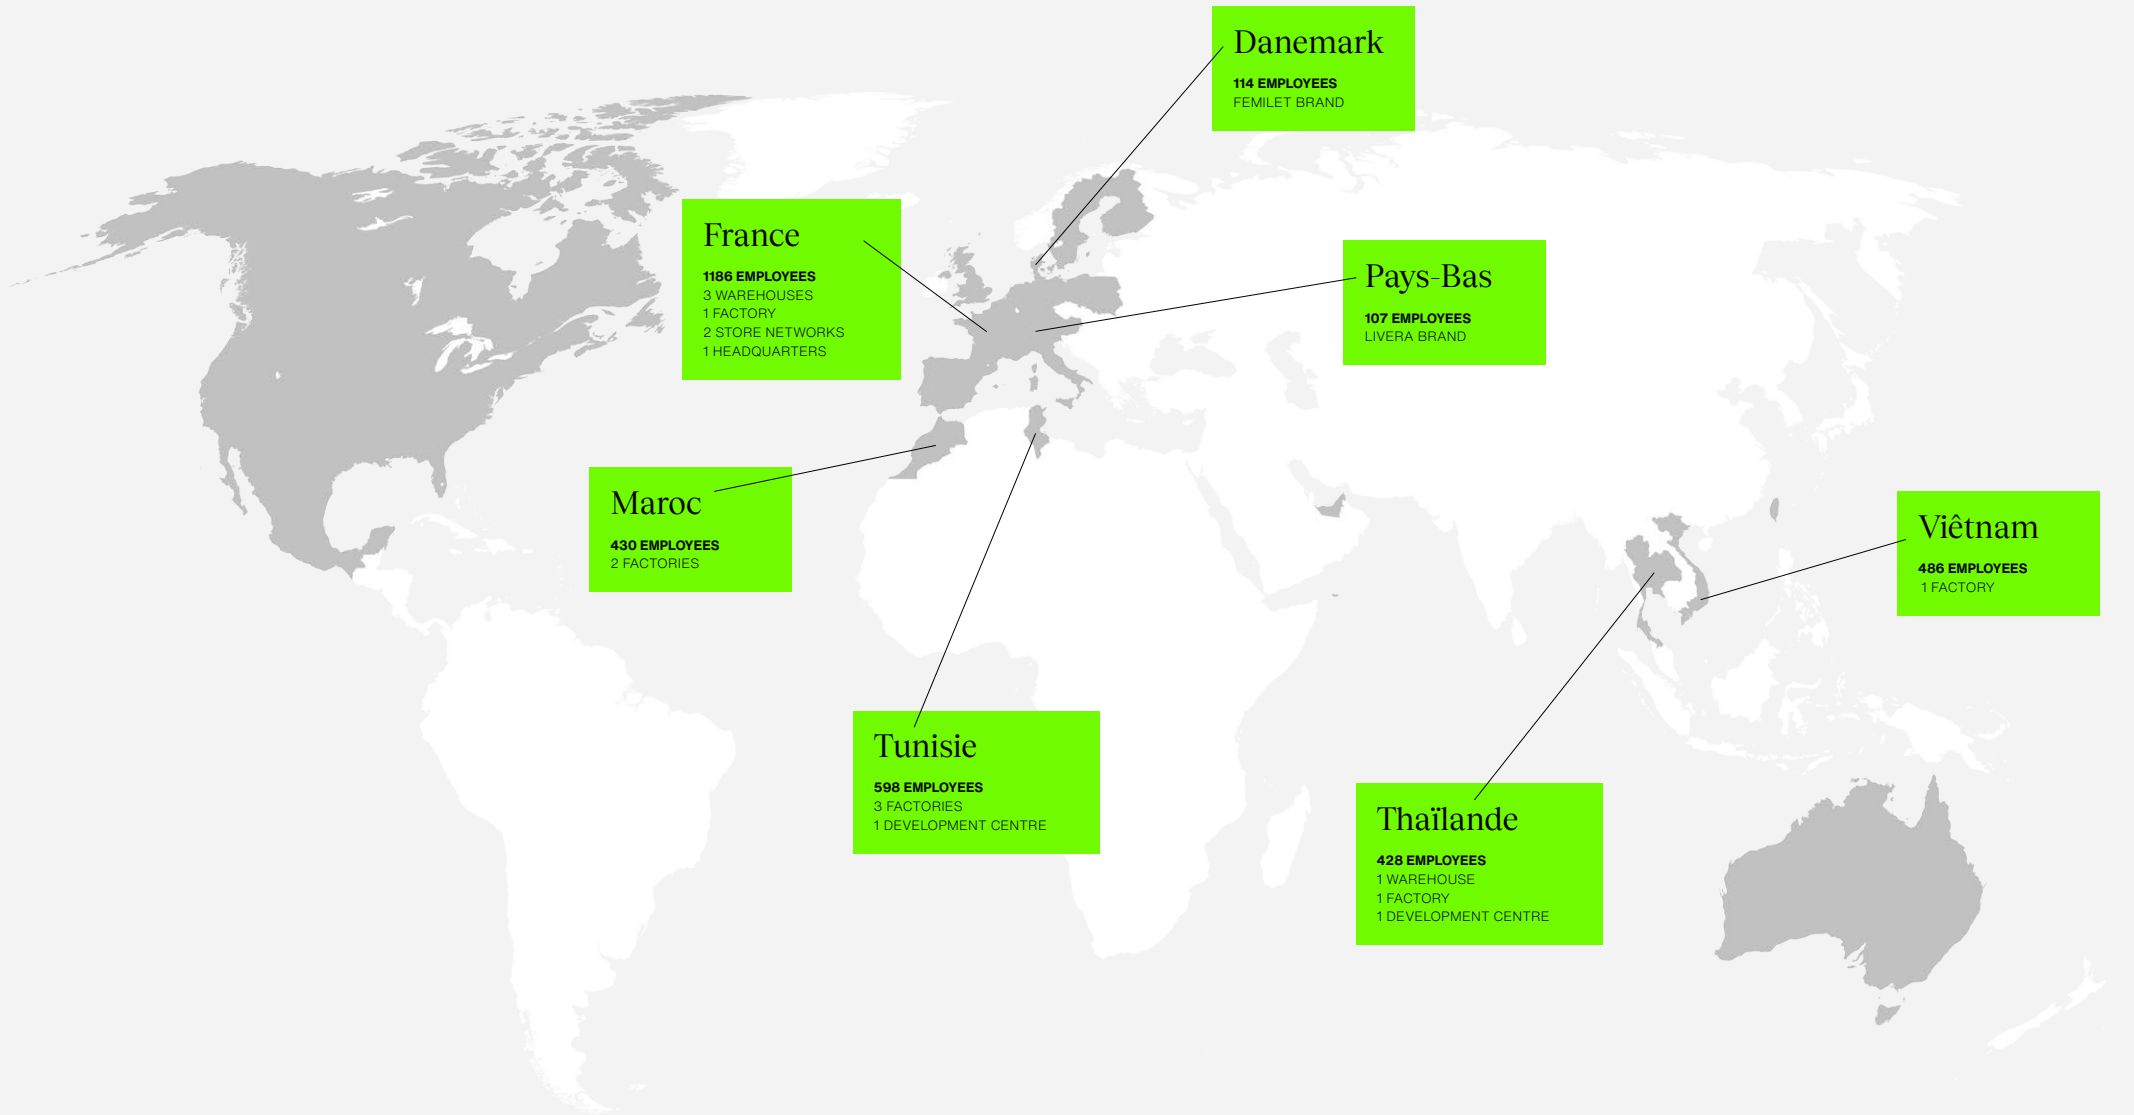 Danemark
114 EMPLOYEES
FEMILET BRAND
France
1186 EMPLOYEES
3 WAREHOUSES
1 FACTORY
2 STORE NETWORKS
1 HEADQUARTERS
Pays-Bas
107 EMPLOYEES
LIVERA BRAND
Maroc
430 EMPLOYEES
2 FACTORIES
Viêtnam
486 EMPLOYEES
1 FACTORY
Tunisie
598 EMPLOYEES
3 FACTORIES
1 DEVELOPMENT CENTRE
Thaïlande
428 EMPLOYEES
1 WAREHOUSE
1 FACTORY
1 DEVELOPMENT CENTRE